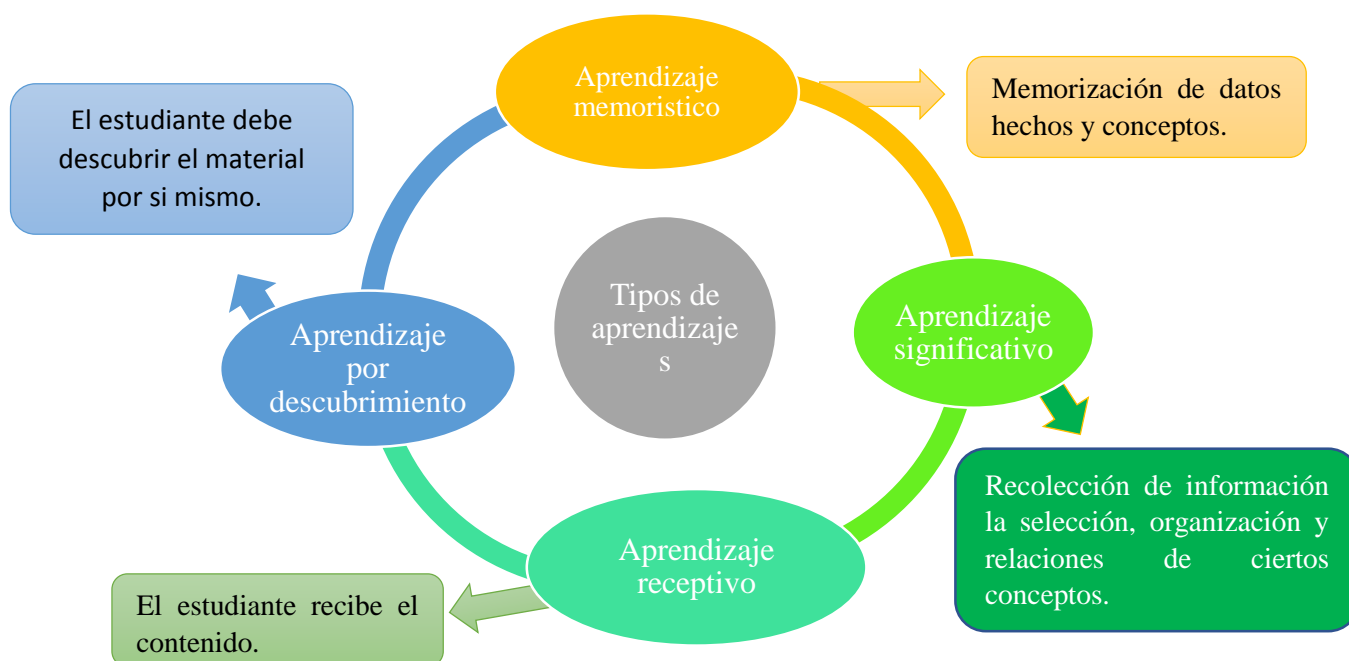 Aprendizaje
memoristico
Memorización de datos
hechos y conceptos.
El estudiante debe
descubrir el material
por si mismo.
Tipos de
aprendizaje
s
Aprendizaje
significativo
Aprendizaje
por
descubrimiento
Recolección de información
la selección, organización y
relaciones de ciertos
conceptos.
Aprendizaje
receptivo
El estudiante recibe el
contenido.